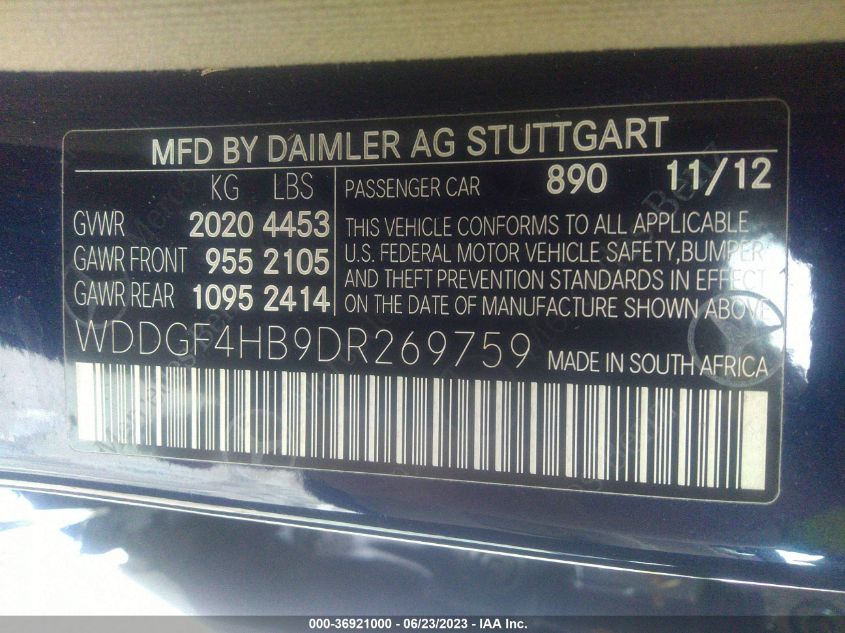 MFD BY DAIMLER AG STUTTGART
KG LBS
GVWR 2020 4453
GAWR FRONT 955 2105
GAWR REAR 1095 2414
PASSENGER CAR 890 11/12
THIS VEHICLE CONFORMS TO ALL APPLICABLE
U.S. FEDERAL MOTOR VEHICLE SAFETY,BUMPER
AND THEFT PREVENTION STANDARDS IN EFFECT
ON THE DATE OF MANUFACTURE SHOWN ABOVE
WDDGF4HB9DR269759 MADE IN SOUTH AFRICA
000-36921000 - 06/23/2023 - IAA Inc.